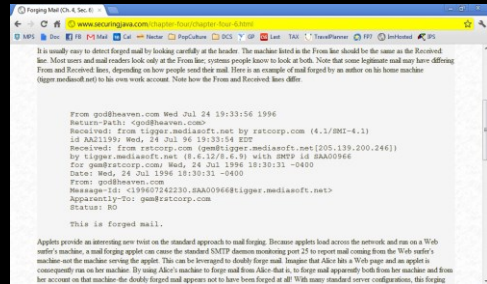 Forging Mail (Ch. 4, Sec. 6)
www.securingjava.com/chapter-four/chapter-four-6.html
MPS Doc FB [M] Mail Cal Nectar PopCulture DCS GP Old Last TAX TravelPlanner FF7 ImHosted IPS
It is usually easy to detect forged mail by looking carefully at the header. The machine listed in the From line should be the same as the Received:
line. Most users and mail readers look only at the From line; systems people know to look at both. Note that some legitimate mail may have differing
From and Received: lines, depending on how people send their mail. Here is an example of mail forged by an author on his home machine
(tigger.mediasoft.net) to his own work account. Note how the From and Received: lines differ.
From god@heaven.com Wed Jul 24 19:33:56 1996
Return-Path: <god@heaven.com>
Received: from tigger.mediasoft.net by rstcorp.com (4.1/SMI-4.1)
id AA21199; Wed, 24 Jul 96 19:33:54 EDT
Received: from rstcorp.com (gem@tigger.mediasoft.net[205.139.200.246])
by tigger.mediasoft.net (8.6.12/8.6.9) with SMTP id SAA00966
for gem@rstcorp.com; Wed, 24 Jul 1996 18:30:31 -0400
Date: Wed, 24 Jul 1996 18:30:31 -0400
From: god@heaven.com
Message-Id: <199607242230.SAA00966@tigger.mediasoft.net>
Apparently-To: gem@rstcorp.com
Status: RO
This is forged mail.
Applets provide an interesting new twist on the standard approach to mail forging. Because applets load across the network and run on a Web
surfer's machine, a mail forging applet can cause the standard SMTP daemon monitoring port 25 to report mail coming from the Web surfer's
machine-not the machine serving the applet. This can be leveraged to doubly forge mail. Imagine that Alice hits a Web page and an applet is
consequently run on her machine. By using Alice's machine to forge mail from Alice-that is, to forge mail apparently both from her machine and from
her account on that machine-the doubly forged mail appears not to have been forged at all! With many standard server configurations, this forging